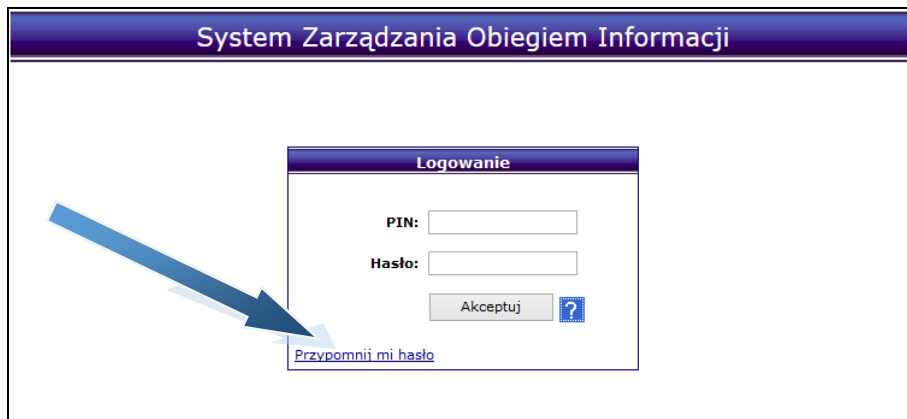 System Zarządzania Obiegiem Informacji
Logowanie
PIN:
Hasło:
Akceptuj ?
Przypomnij mi hasło